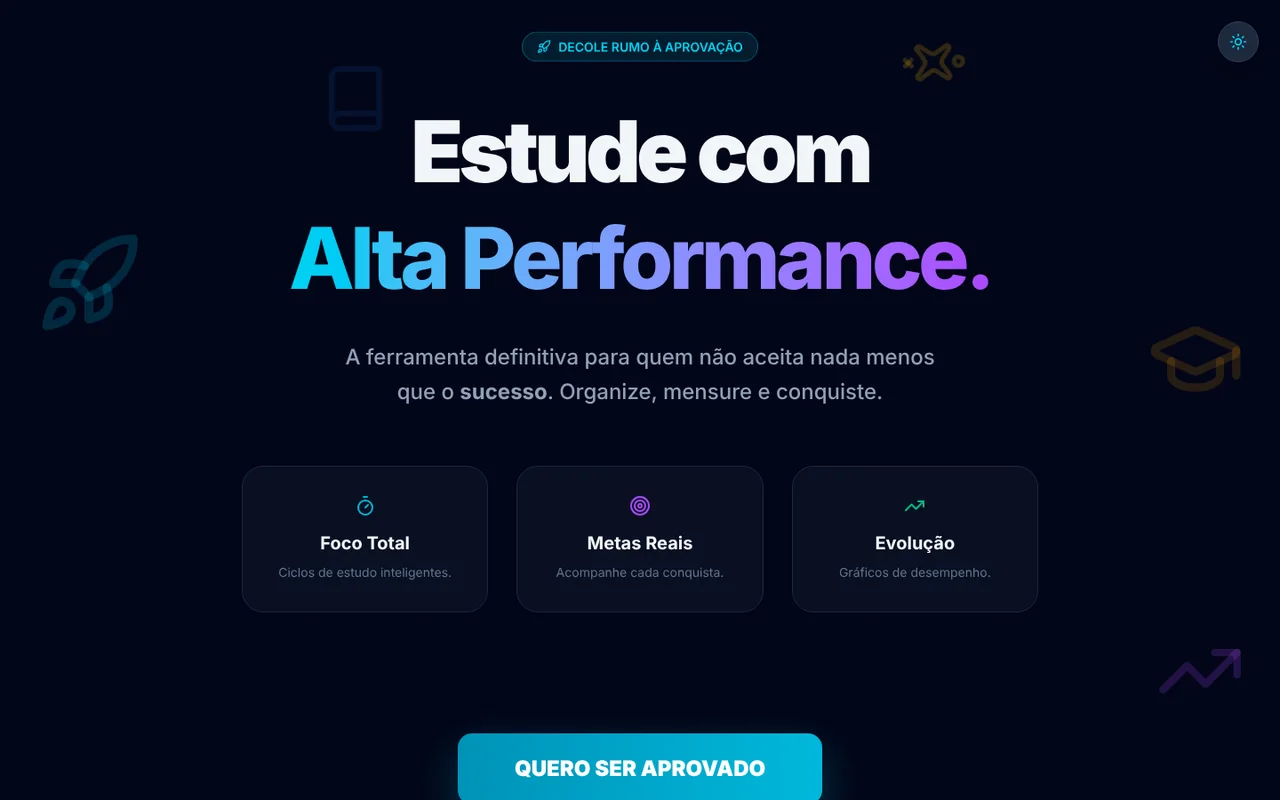 DECOLE RUMO À APROVAÇÃO
Estude com
Alta Performance.
A ferramenta definitiva para quem não aceita nada menos
que o sucesso. Organize, mensure e conquiste.
Foco Total
Ciclos de estudo inteligentes.
Metas Reais
Acompanhe cada conquista.
Evolução
Gráficos de desempenho.
QUERO SER APROVADO